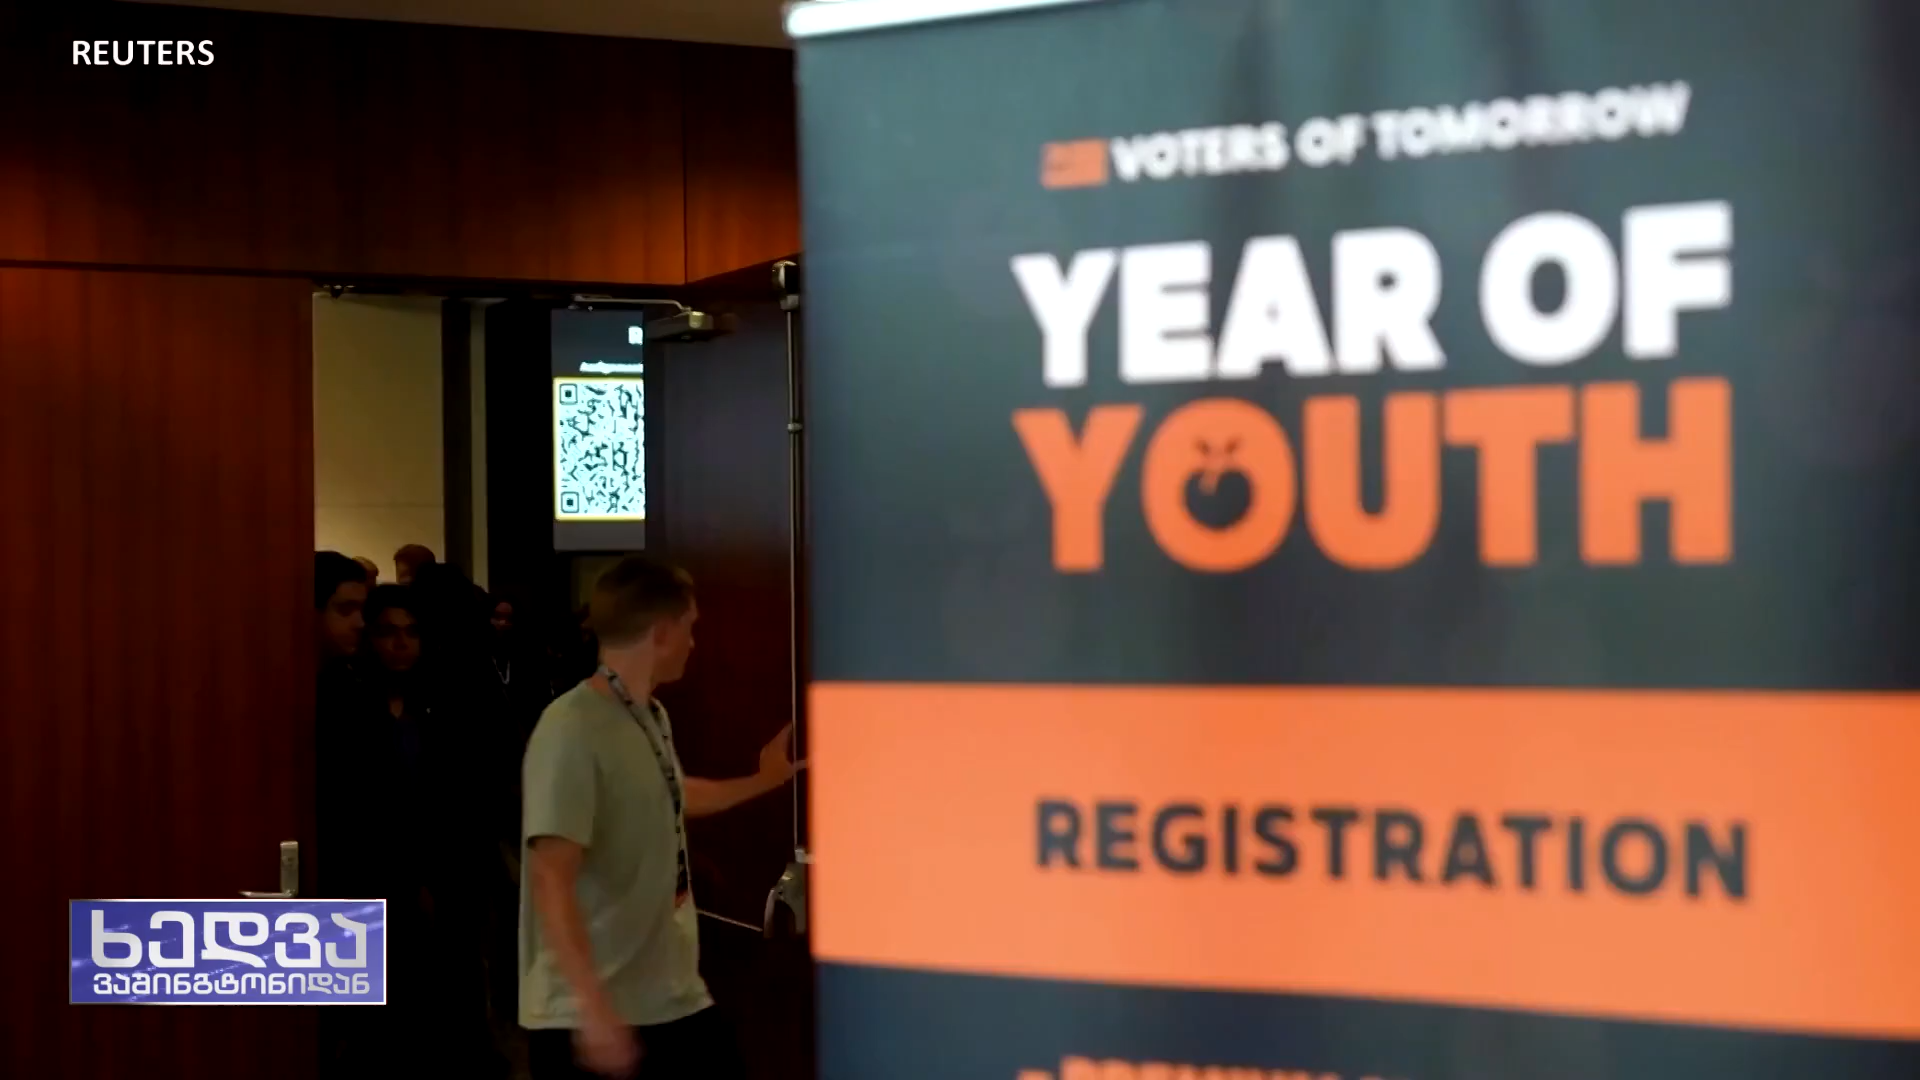 REUTERS
VOTERS OF TOMORROW
YEAR OF
YOUTH
REGISTRATION
ხედვა
ვაშინგტონიდან